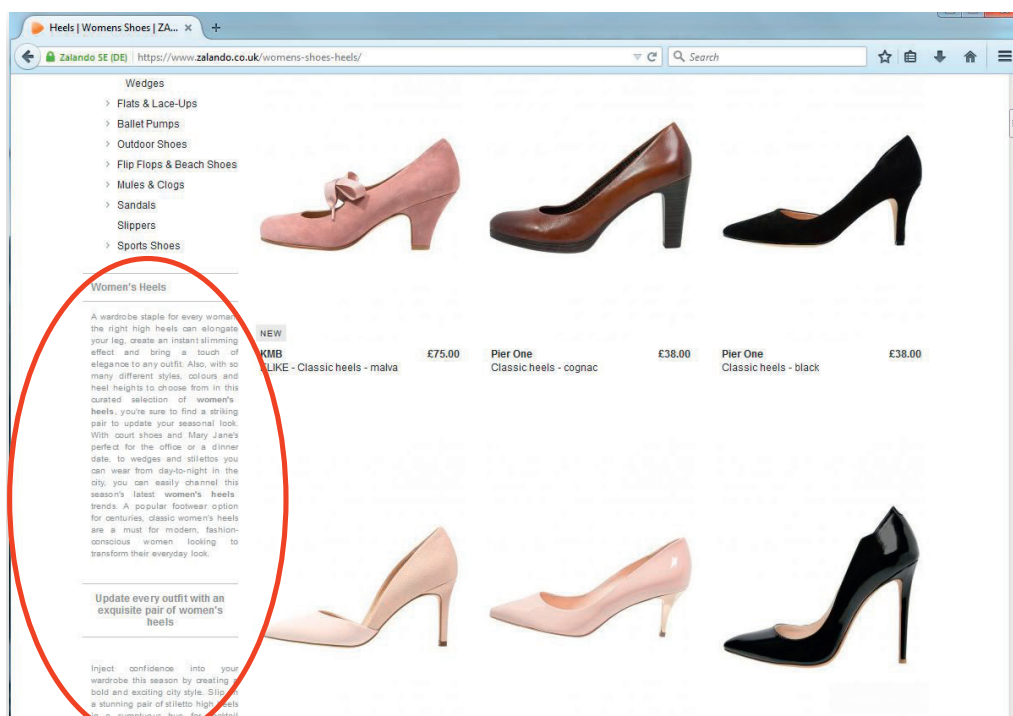 Heels | Womens Shoes | ZA...
Zalando SE (DE) https://www.zalando.co.uk/womens-shoes-heels/
Search
Wedges
Flats & Lace-Ups
Ballet Pumps
Outdoor Shoes
Flip Flops & Beach Shoes
Mules & Clogs
Sandals
Slippers
Sports Shoes
Women's Heels
A wardrobe staple for every woman,
the right high heels can elongate
your leg, create an instant slimming
effect and bring a touch of
elegance to any outfit. Also, with so
many different styles, colours and
heel heights to choose from in this
curated selection of women's
heels, you're sure to find a striking
pair to update your seasonal look.
With court shoes and Mary Jane's
perfect for the office or a dinner
date, to wedges and stilettos you
can wear from day-to-night in the
city, you can easily channel this
season's latest women's heels
trends. A popular footwear option
for centuries, classic women's heels
are a must for modern, fashion-
conscious women looking to
transform their everyday look.
Update every outfit with an
exquisite pair of women's
heels
Inject confidence into your
wardrobe this season by creating a
bold and exciting city style. Slip on
a stunning pair of stiletto high heels
in a sumptuous hue for cocktail
NEW
KMB £75.00
ELIKE - Classic heels - malva
Pier One £38.00
Classic heels - cognac
Pier One £38.00
Classic heels - black